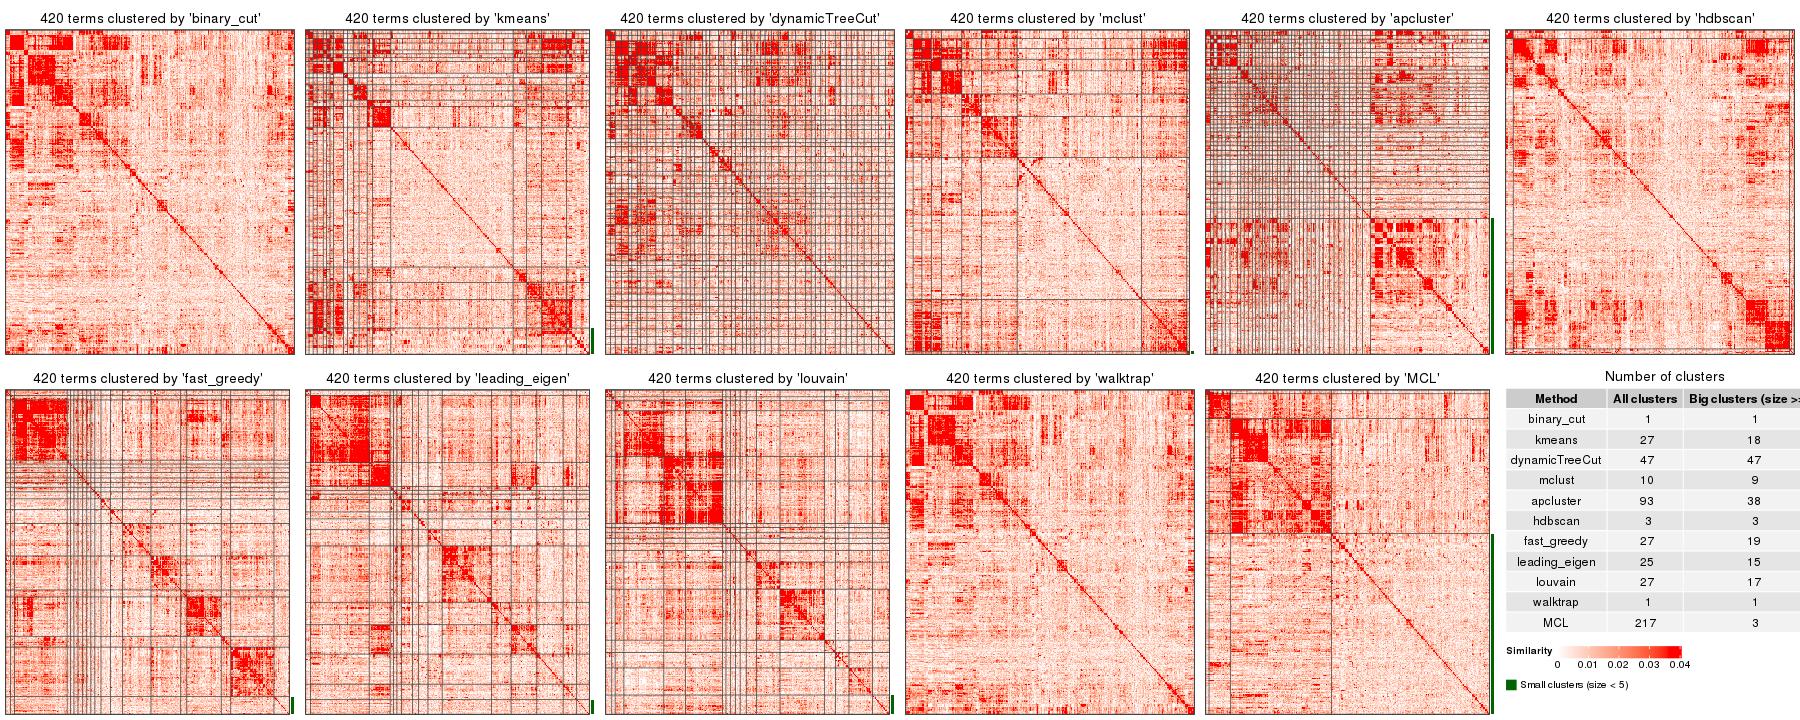 420 terms clustered by 'binary_cut'
420 terms clustered by 'kmeans'
420 terms clustered by 'dynamicTreeCut'
420 terms clustered by 'mclust'
420 terms clustered by 'apcluster'
420 terms clustered by 'hdbscan'
420 terms clustered by 'fast_greedy'
420 terms clustered by 'leading_eigen'
420 terms clustered by 'louvain'
420 terms clustered by 'walktrap'
420 terms clustered by 'MCL'
Number of clusters
Method All clusters Big clusters (size >=
binary_cut 1 1
kmeans 27 18
dynamicTreeCut 47 47
mclust 10 9
apcluster 93 38
hdbscan 3 3
fast_greedy 27 19
leading_eigen 25 15
louvain 27 17
walktrap 1 1
MCL 217 3
Similarity
0 0.01 0.02 0.03 0.04
Small clusters (size < 5)